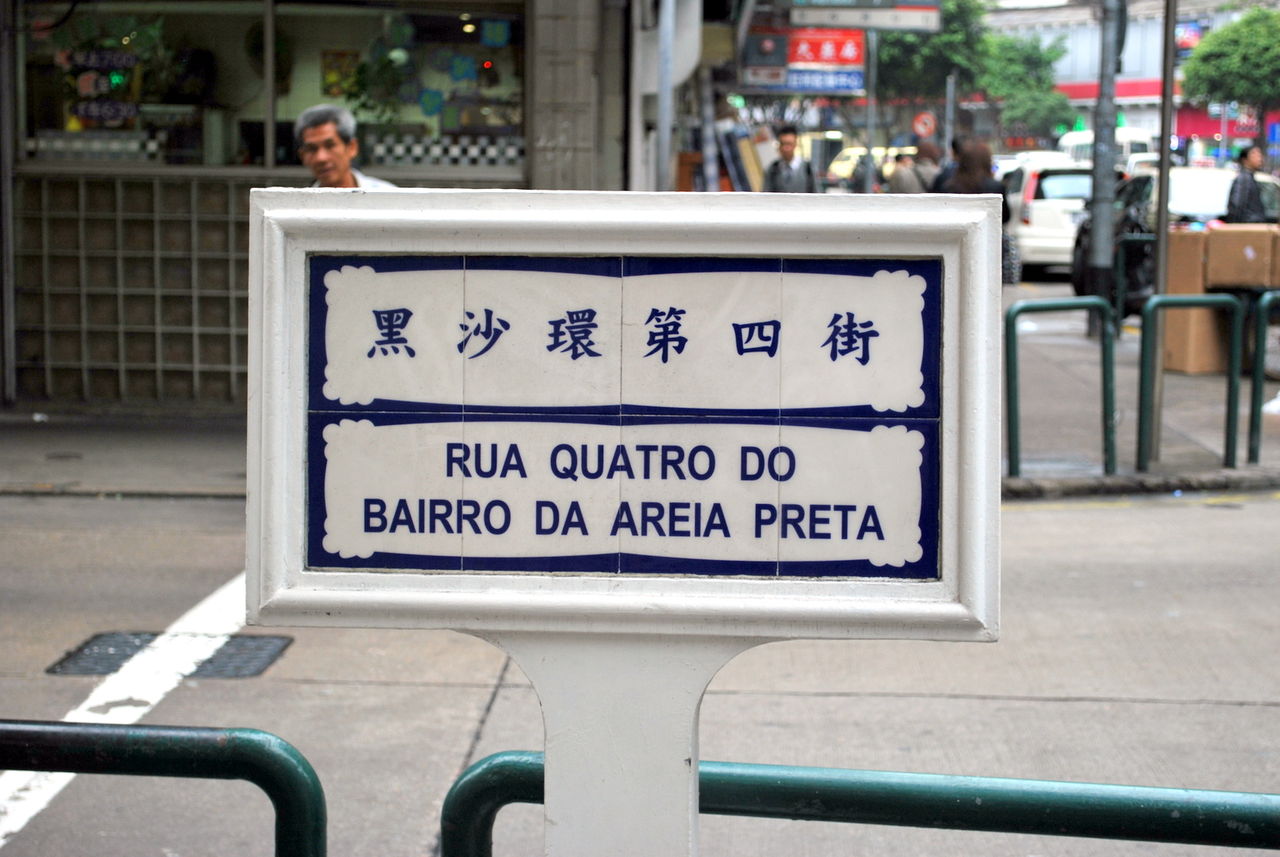 黑沙環第四街
RUA QUATRO DO
BAIRRO DA AREIA PRETA